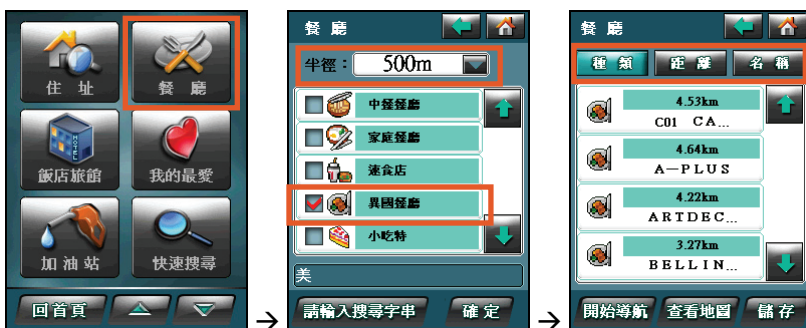 住 址
餐 廳
飯店旅館
HOTEL
我的最愛
加 油 站
快速搜尋
回首頁
→
餐 廳
半徑：
500m
中餐餐廳
家庭餐廳
速食店
異國餐廳
小吃特
美
請輸入搜尋字串
確 定
→
餐 廳
種 類
距 離
名 稱
4.53km
C01 CA...
4.64km
A－PLUS
4.22km
ARTDEC...
3.27km
BELLIN...
開始導航
查看地圖
儲 存